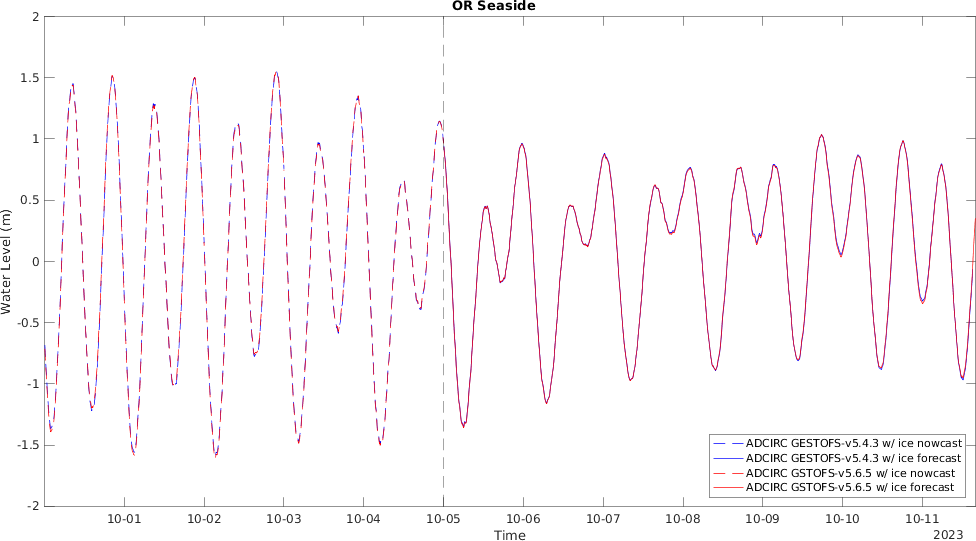 OR Seaside
Water Level (m)
2
1.5
1
0.5
0
-0.5
-1
-1.5
-2
ADCIRC GESTOFS-v5.4.3 w/ ice nowcast
ADCIRC GESTOFS-v5.4.3 w/ ice forecast
ADCIRC GSTOFS-v5.6.5 w/ ice nowcast
ADCIRC GSTOFS-v5.6.5 w/ ice forecast
10-01 10-02 10-03 10-04 10-05 10-06 10-07 10-08 10-09 10-10 10-11
Time
2023